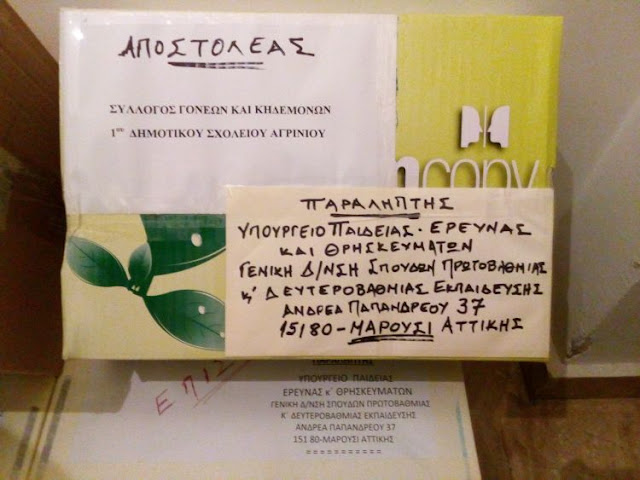 ΑΠΟΣΤΟΛΕΑΣ
ΣΥΛΛΟΓΟΣ ΓΟΝΕΩΝ ΚΑΙ ΚΗΔΕΜΟΝΩΝ
1ου ΔΗΜΟΤΙΚΟΥ ΣΧΟΛΕΙΟΥ ΑΓΡΙΝΙΟΥ
copy
ΠΑΡΑΛΗΠΤΗΣ
ΥΠΟΥΡΓΕΙΟ ΠΑΙΔΕΙΑΣ · ΕΡΕΥΝΑΣ
ΚΑΙ ΘΡΗΣΚΕΥΜΑΤΩΝ
ΓΕΝΙΚΗ Δ/ΝΣΗ ΣΠΟΥΔΩΝ ΠΡΩΤΟΒΑΘΜΙΑΣ
κ' ΔΕΥΤΕΡΟΒΑΘΜΙΑΣ ΕΚΠΑΙΔΕΥΣΗΣ
ΑΝΔΡΕΑ ΠΑΠΑΝΔΡΕΟΥ 37
15180-ΜΑΡΟΥΣΙ ΑΤΤΙΚΗΣ
ΕΠΙΣ
ΠΑΡΑΛΗΠΤΗΣ
ΥΠΟΥΡΓΕΙΟ ΠΑΙΔΕΙΑΣ
ΕΡΕΥΝΑΣ κ΄ ΘΡΗΣΚΕΥΜΑΤΩΝ
ΓΕΝΙΚΗ Δ/ΝΣΗ ΣΠΟΥΔΩΝ ΠΡΩΤΟΒΑΘΜΙΑΣ
Κ΄ ΔΕΥΤΕΡΟΒΑΘΜΙΑΣ ΕΚΠΑΙΔΕΥΣΗΣ
ΑΝΔΡΕΑ ΠΑΠΑΝΔΡΕΟΥ 37
151 80-ΜΑΡΟΥΣΙ ΑΤΤΙΚΗΣ
===========